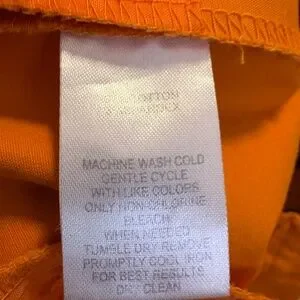 COTTON
MACHINE WASH COLD
GENTLE CYCLE
WITH LIKE COLORS
ONLY NON-CHLORINE
BLEACH
WHEN NEEDED
TUMBLE DRY REMOVE
PROMPTLY COOL IRON
FOR BEST RESULTS
DRY CLEAN